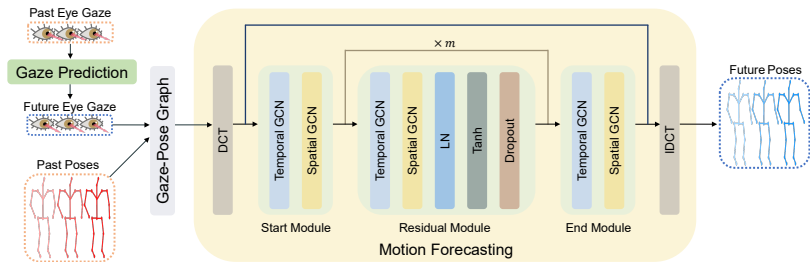 Past Eye Gaze
Gaze Prediction
Future Eye Gaze
Past Poses
Gaze-Pose Graph
DCT
Temporal GCN
Spatial GCN
Start Module
× m
Temporal GCN
Spatial GCN
LN
Tanh
Dropout
Residual Module
Temporal GCN
Spatial GCN
End Module
IDCT
Motion Forecasting
Future Poses